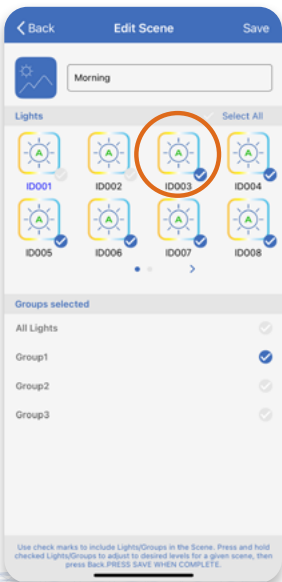 Back Edit Scene Save
Morning
Lights Select All
A A A A
ID001 ID002 ID003 ID004
A A A A
ID005 ID006 ID007 ID008
Groups selected
All Lights
Group1
Group2
Group3
Use check marks to include Lights/Groups in the Scene. Press and hold
checked Lights/Groups to adjust to desired levels for a given scene, then
press Back.PRESS SAVE WHEN COMPLETE.